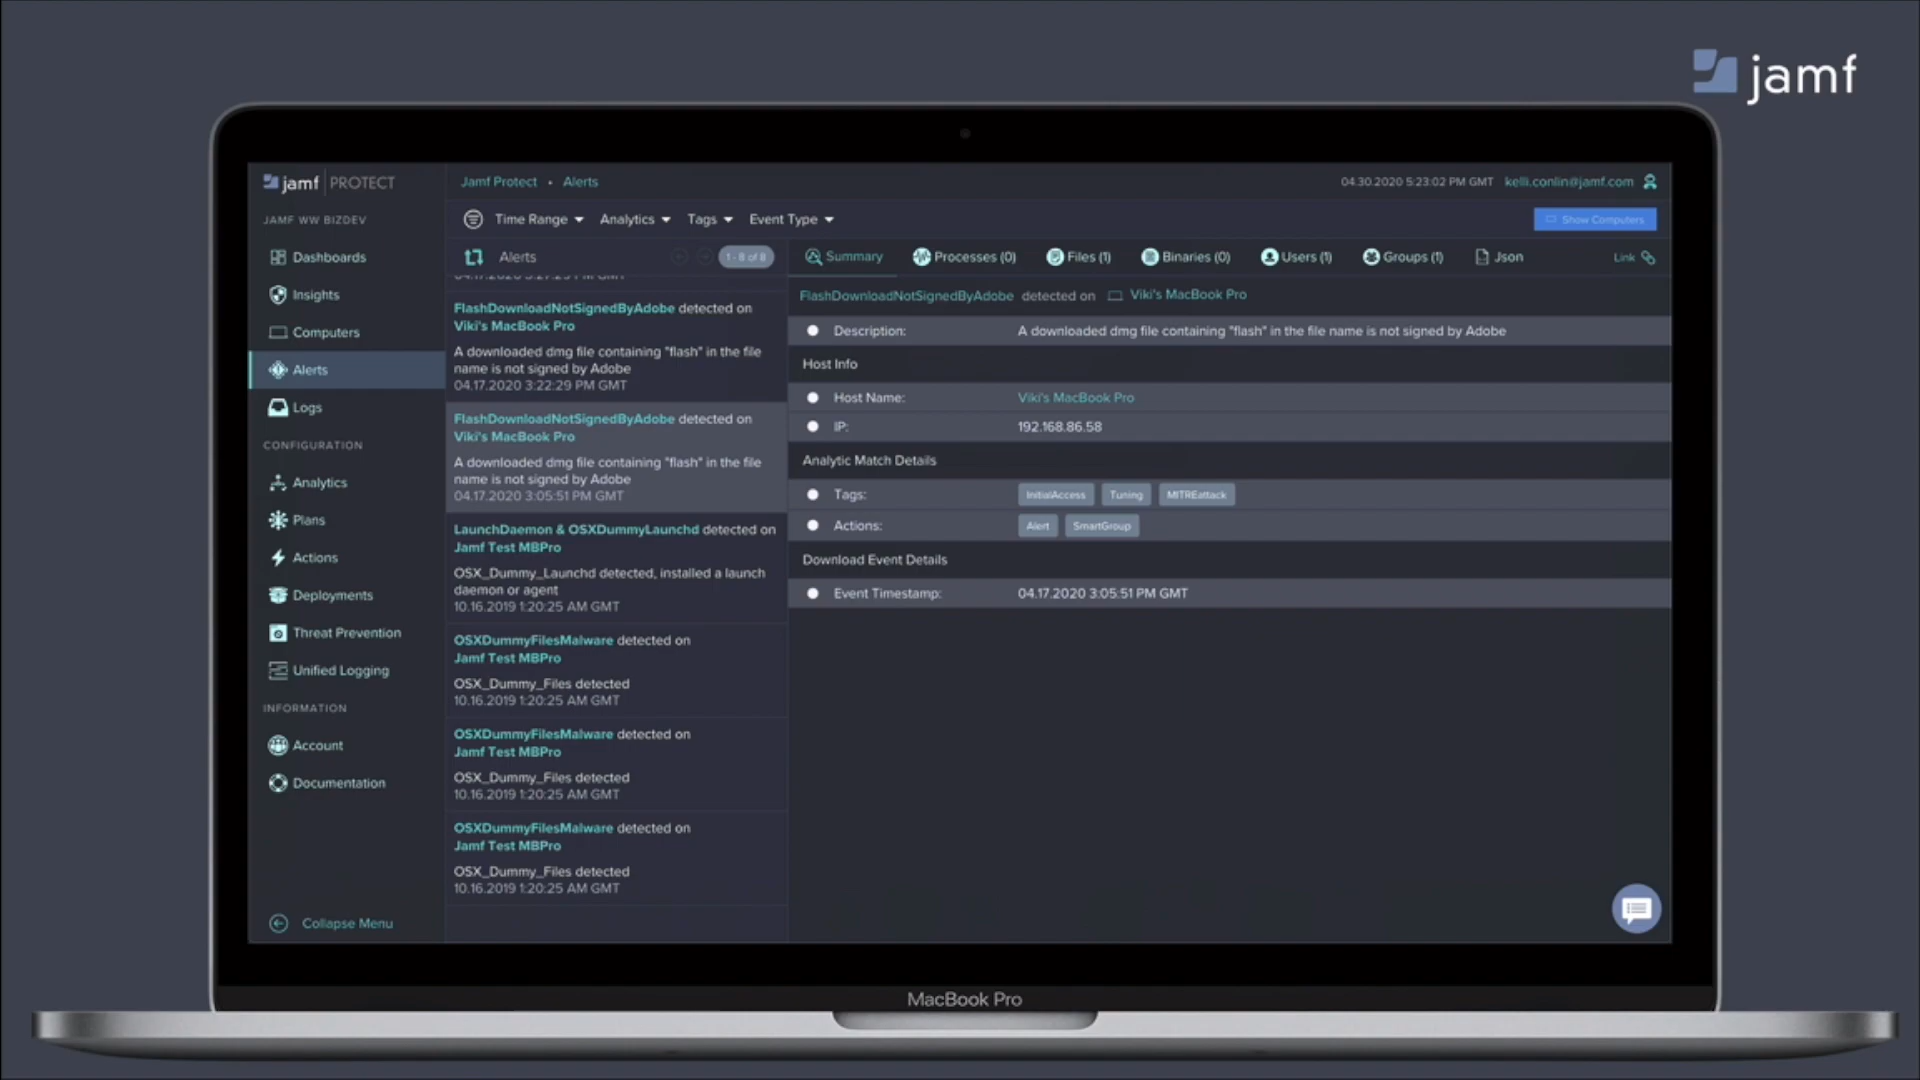 jamf
jamf PROTECT
Jamf Protect • Alerts
04.30.2020 5:23:02 PM GMT kelli.conlin@jamf.com
JAMF WW BIZDEV
Time Range Analytics Tags Event Type
Show Computers
Dashboards
Insights
Computers
Alerts
Logs
CONFIGURATION
Analytics
Plans
Actions
Deployments
Threat Prevention
Unified Logging
INFORMATION
Account
Documentation
Collapse Menu
Alerts
1 - 8 of 8
FlashDownloadNotSignedByAdobe detected on
Viki's MacBook Pro
A downloaded dmg file containing "flash" in the file
name is not signed by Adobe
04.17.2020 3:22:29 PM GMT
FlashDownloadNotSignedByAdobe detected on
Viki's MacBook Pro
A downloaded dmg file containing "flash" in the file
name is not signed by Adobe
04.17.2020 3:05:51 PM GMT
LaunchDaemon & OSXDummyLaunchd detected on
Jamf Test MBPro
OSX_Dummy_Launchd detected, installed a launch
daemon or agent
10.16.2019 1:20:25 AM GMT
OSXDummyFilesMalware detected on
Jamf Test MBPro
OSX_Dummy_Files detected
10.16.2019 1:20:25 AM GMT
OSXDummyFilesMalware detected on
Jamf Test MBPro
OSX_Dummy_Files detected
10.16.2019 1:20:25 AM GMT
OSXDummyFilesMalware detected on
Jamf Test MBPro
OSX_Dummy_Files detected
10.16.2019 1:20:25 AM GMT
Summary Processes (0) Files (1) Binaries (0) Users (1) Groups (1) Json Link
FlashDownloadNotSignedByAdobe detected on Viki's MacBook Pro
Description: A downloaded dmg file containing "flash" in the file name is not signed by Adobe
Host Info
Host Name: Viki's MacBook Pro
IP: 192.168.86.58
Analytic Match Details
Tags: InitialAccess Tuning MITREattack
Actions: Alert SmartGroup
Download Event Details
Event Timestamp: 04.17.2020 3:05:51 PM GMT
MacBook Pro